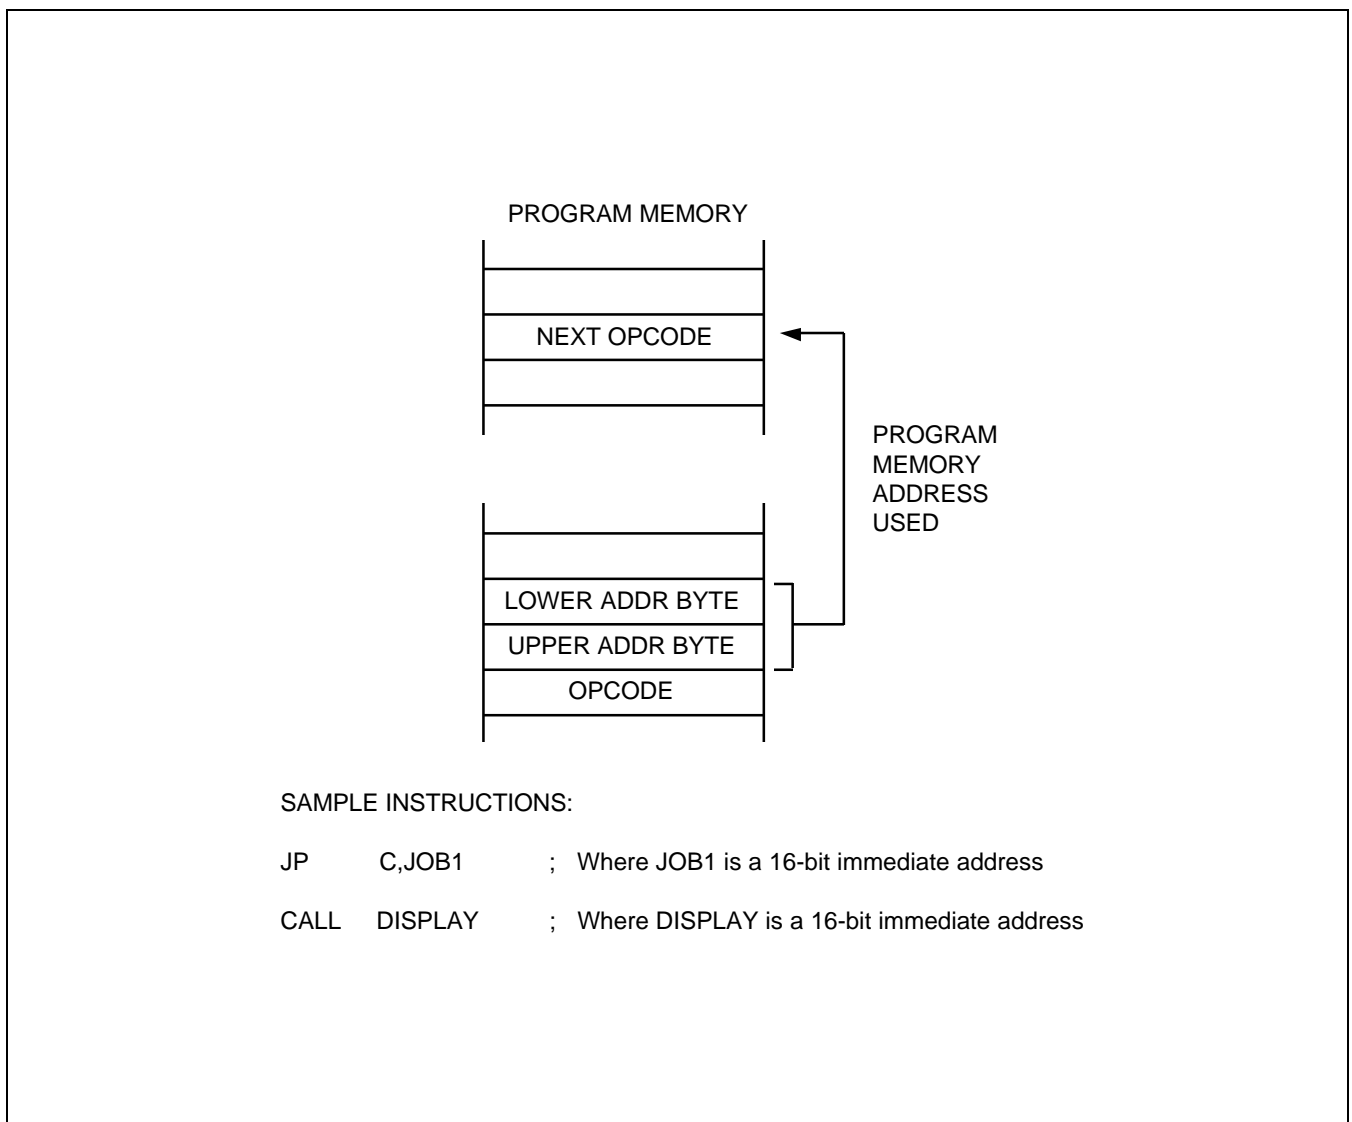 PROGRAM MEMORY
NEXT OPCODE
PROGRAM
MEMORY
ADDRESS
USED
LOWER ADDR BYTE
UPPER ADDR BYTE
OPCODE
SAMPLE INSTRUCTIONS:
JP C,JOB1 ; Where JOB1 is a 16-bit immediate address
CALL DISPLAY ; Where DISPLAY is a 16-bit immediate address